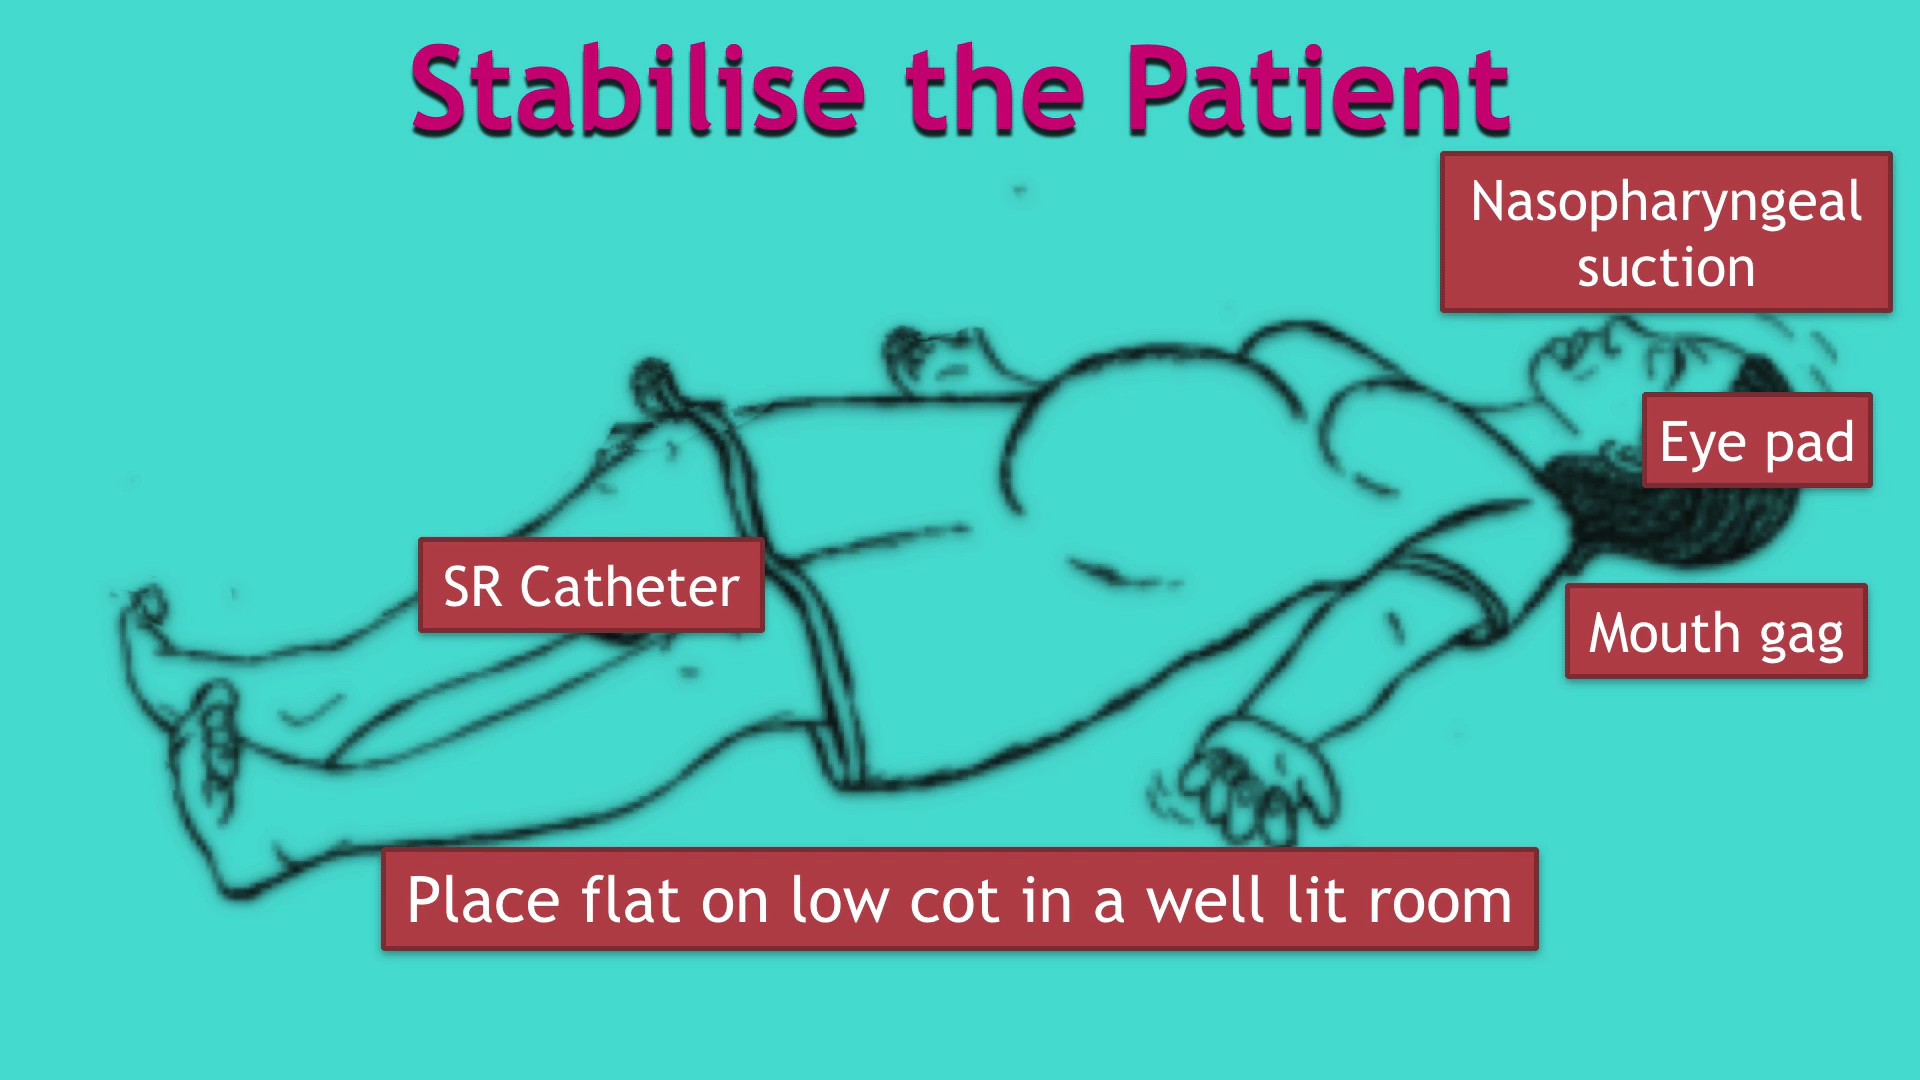 Stabilise the Patient
Nasopharyngeal
suction
Eye pad
SR Catheter
Mouth gag
Place flat on low cot in a well lit room